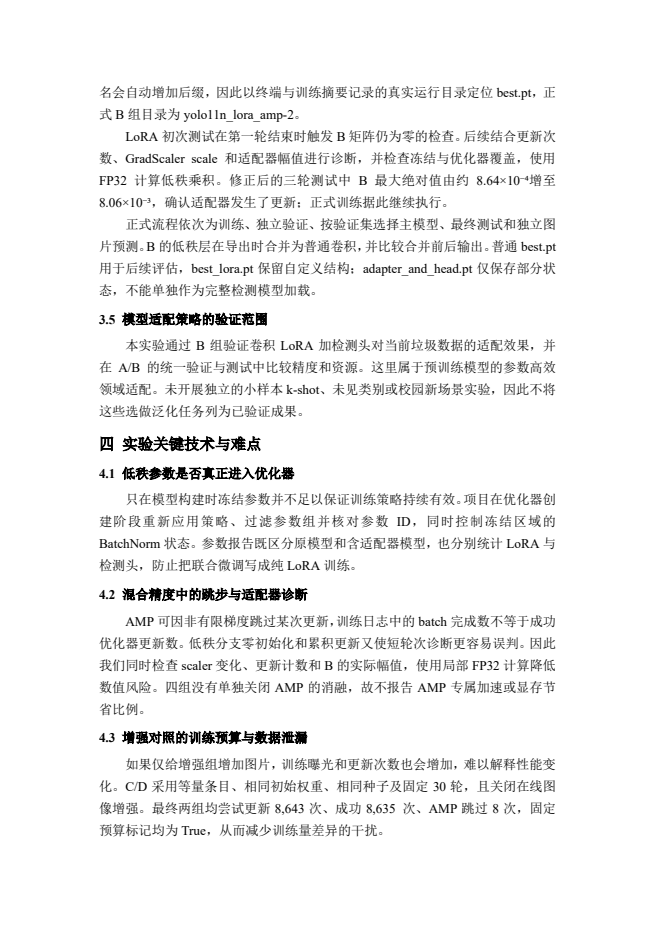 名会自动增加后缀，因此以终端与训练摘要记录的真实运行目录定位 best.pt，正
式 B 组目录为 yolo11n_lora_amp-2。
LoRA 初次测试在第一轮结束时触发 B 矩阵仍为零的检查。后续结合更新次
数、GradScaler scale 和适配器幅值进行诊断，并检查冻结与优化器覆盖，使用
FP32 计算低秩乘积。修正后的三轮测试中 B 最大绝对值由约 8.64×10⁻⁴增至
8.06×10⁻³，确认适配器发生了更新；正式训练据此继续执行。
正式流程依次为训练、独立验证、按验证集选择主模型、最终测试和独立图
片预测。B 的低秩层在导出时合并为普通卷积，并比较合并前后输出。普通 best.pt
用于后续评估，best_lora.pt 保留自定义结构；adapter_and_head.pt 仅保存部分状
态，不能单独作为完整检测模型加载。
3.5 模型适配策略的验证范围
本实验通过 B 组验证卷积 LoRA 加检测头对当前垃圾数据的适配效果，并
在 A/B 的统一验证与测试中比较精度和资源。这里属于预训练模型的参数高效
领域适配。未开展独立的小样本 k-shot、未见类别或校园新场景实验，因此不将
这些选做泛化任务列为已验证成果。
四 实验关键技术与难点
4.1 低秩参数是否真正进入优化器
只在模型构建时冻结参数并不足以保证训练策略持续有效。项目在优化器创
建阶段重新应用策略、过滤参数组并核对参数 ID，同时控制冻结区域的
BatchNorm 状态。参数报告既区分原模型和含适配器模型，也分别统计 LoRA 与
检测头，防止把联合微调写成纯 LoRA 训练。
4.2 混合精度中的跳步与适配器诊断
AMP 可因非有限梯度跳过某次更新，训练日志中的 batch 完成数不等于成功
优化器更新数。低秩分支零初始化和累积更新又使短轮次诊断更容易误判。因此
我们同时检查 scaler 变化、更新计数和 B 的实际幅值，使用局部 FP32 计算降低
数值风险。四组没有单独关闭 AMP 的消融，故不报告 AMP 专属加速或显存节
省比例。
4.3 增强对照的训练预算与数据泄漏
如果仅给增强组增加图片，训练曝光和更新次数也会增加，难以解释性能变
化。C/D 采用等量条目、相同初始权重、相同种子及固定 30 轮，且关闭在线图
像增强。最终两组均尝试更新 8,643 次、成功 8,635 次、AMP 跳过 8 次，固定
预算标记均为 True，从而减少训练量差异的干扰。